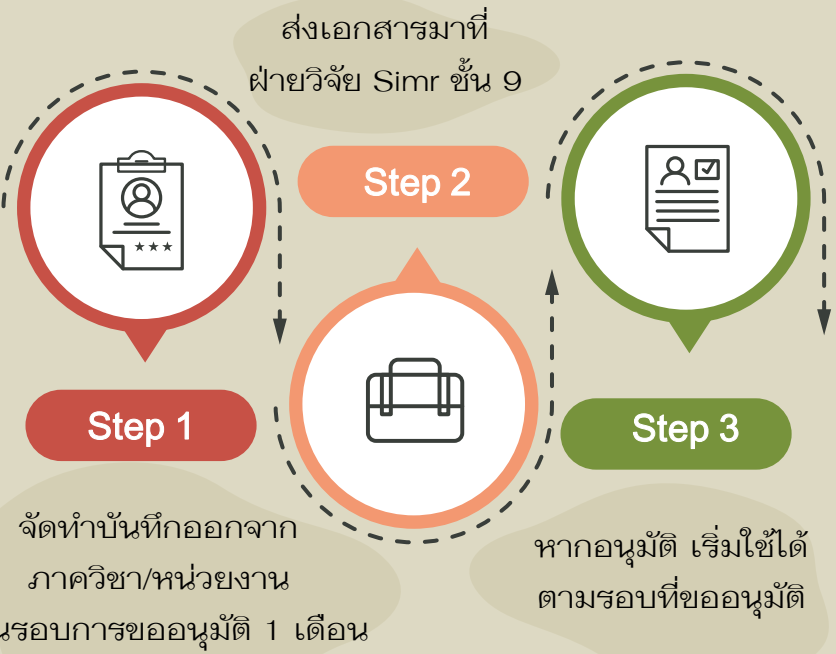 Step 1
จัดทำบันทึกออกจาก
ภาควิชา/หน่วยงาน
รอบการขออนุมัติ 1 เดือน
ส่งเอกสารมาที่
ฝ่ายวิจัย Simr ชั้น 9
Step 2
Step 3
หากอนุมัติ เริ่มใช้ได้
ตามรอบที่ขออนุมัติ